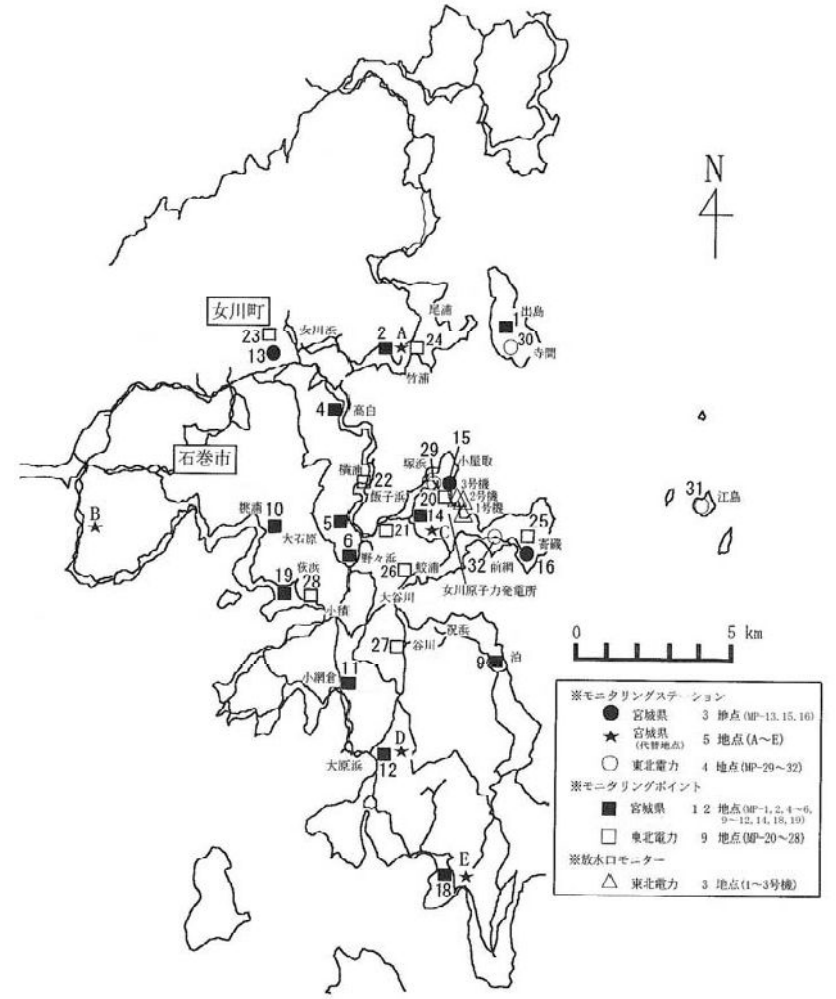 N
女川町
尾浦
出島
1
23
女川浜
2
A
24
30
13
寺間
竹浦
4
高白
15
石巻市
29
塚浜
小屋取
横浦
22
3号機
飯子浜
20
2号機
31
江島
B
桃浦
10
14
1号機
5
21
C
25
大石原
寄磯
6
野々浜
32
前網
16
荻浜
26
鮫浦
女川原子力発電所
19
28
大谷川
小積
祝浜
0
5 km
27
谷川
9
泊
小網倉
11
D
大原浜
12
E
18
※モニタリングステーション
宮城県 3 地点(MP-13.15.16)
宮城県
(代替地点)
5 地点(A～E)
東北電力 4 地点(MP-29～32)
※モニタリングポイント
宮城県 12 地点(MP-1,2,4～6,
9～12,14,18,19)
東北電力 9 地点(MP-20～28)
※放水口モニター
東北電力 3 地点(1～3号機)